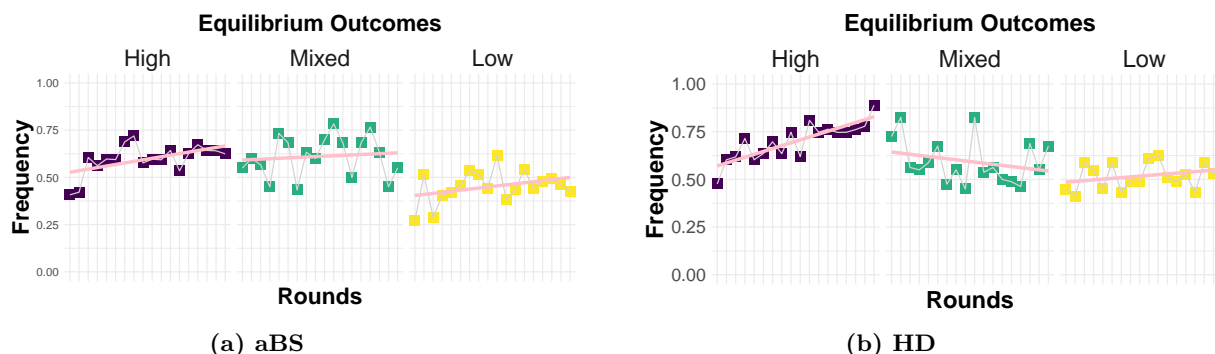 Equilibrium Outcomes
High Mixed Low
1.00
0.75
0.50
0.25
0.00
Frequency
Rounds
(a) aBS
Equilibrium Outcomes
High Mixed Low
1.00
0.75
0.50
0.25
0.00
Frequency
Rounds
(b) HD